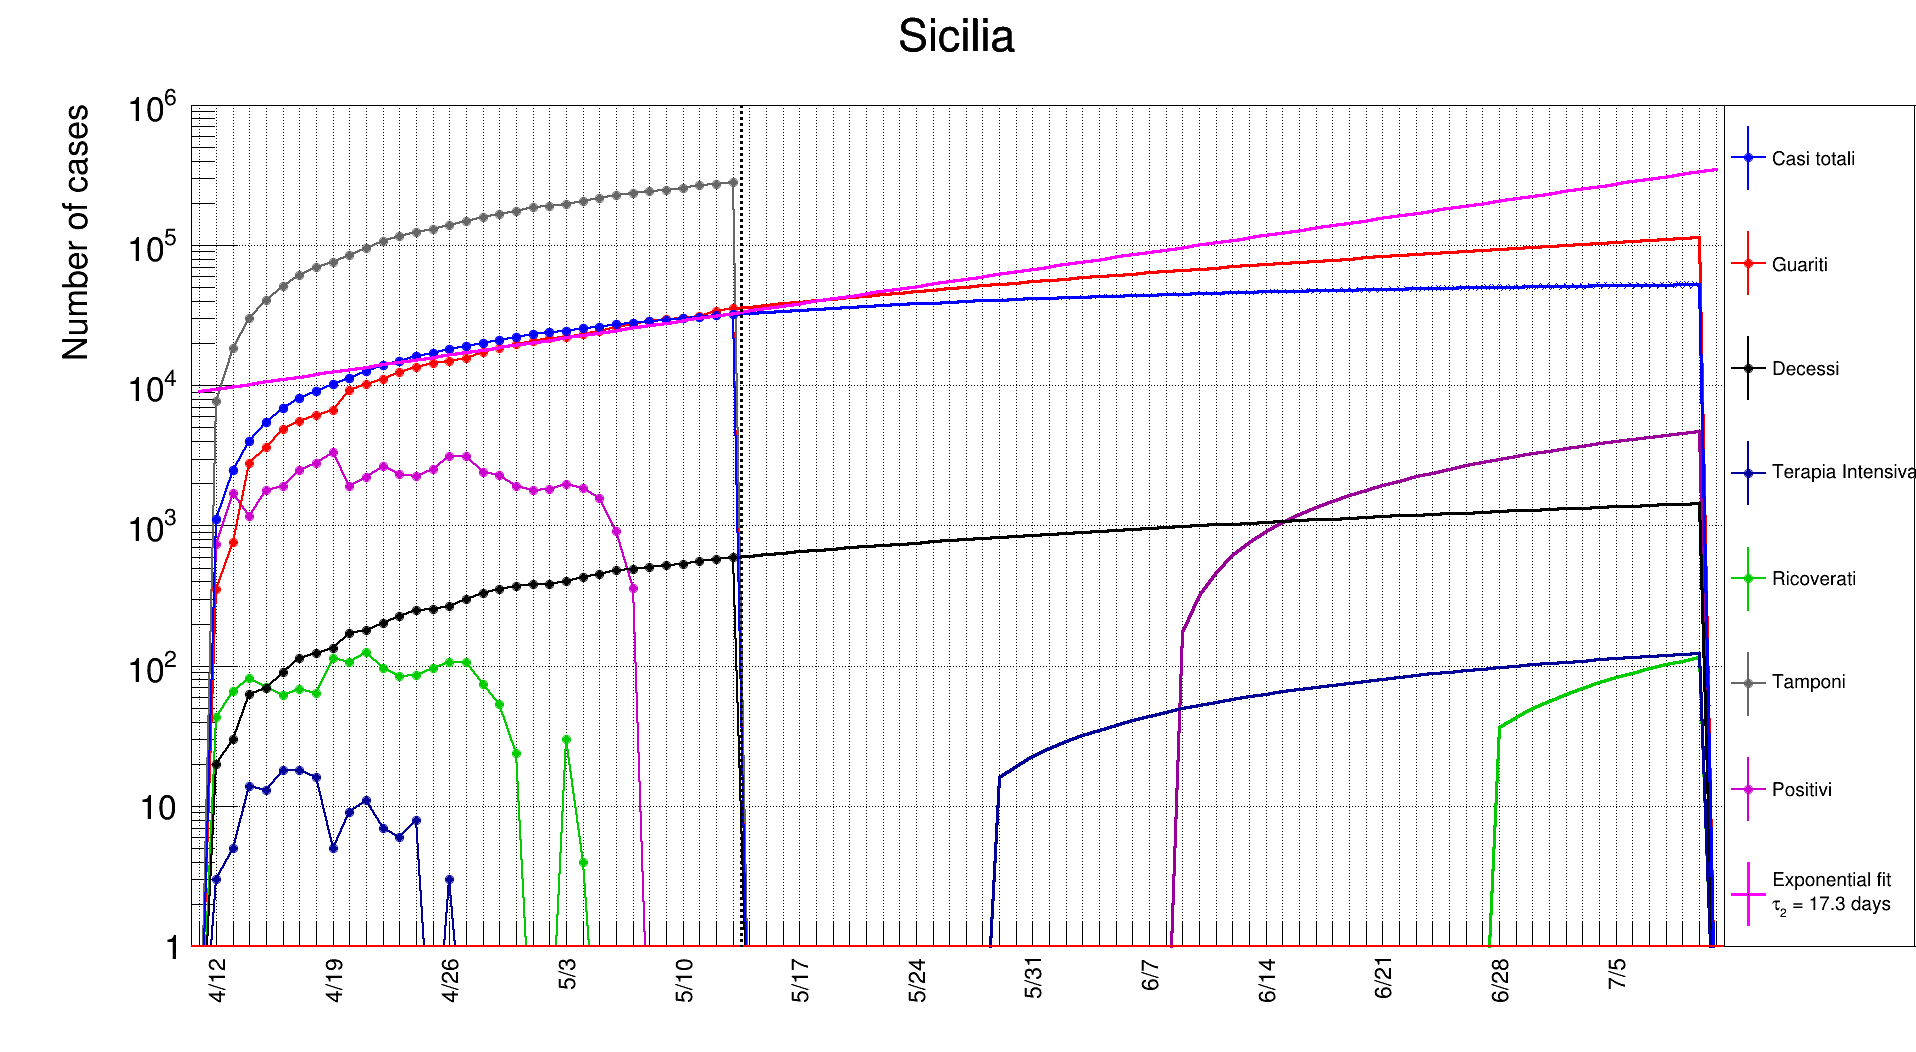 Sicilia
Number of cases
10^6
10^5
10^4
10^3
10^2
10
1
4/12
4/19
4/26
5/3
5/10
5/17
5/24
5/31
6/7
6/14
6/21
6/28
7/5
Casi totali
Guariti
Decessi
Terapia Intensiva
Ricoverati
Tamponi
Positivi
Exponential fit
τ_2 = 17.3 days